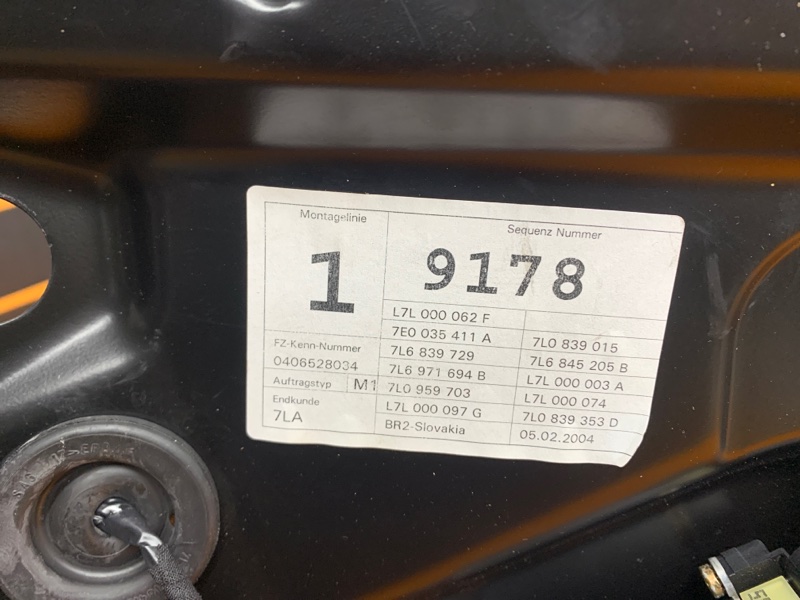 Montagelinie
1
Sequenz Nummer
9178
FZ-Kenn-Nummer
0406528034
Auftragstyp M1
Endkunde
7LA
L7L 000 062 F
7E0 035 411 A 7L0 839 015
7L6 839 729 7L6 845 205 B
7L6 971 694 B L7L 000 003 A
7L0 959 703 L7L 000 074
L7L 000 097 G 7L0 839 353 D
BR2-Slovakia 05.02.2004